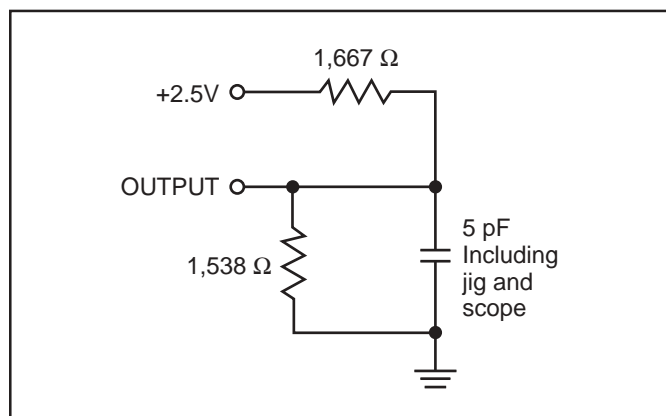 1,667 Ω
+2.5V
OUTPUT
1,538 Ω
5 pF
Including
jig and
scope